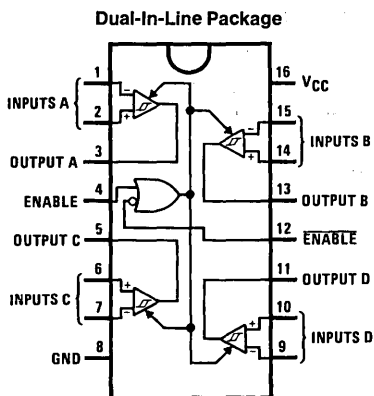 Dual-In-Line Package
1
16
VCC
INPUTS A
2
15
INPUTS B
14
OUTPUT A
3
ENABLE
4
13
OUTPUT B
OUTPUT C
5
12
ENABLE
11
OUTPUT D
INPUTS C
6
7
10
INPUTS D
GND
8
9